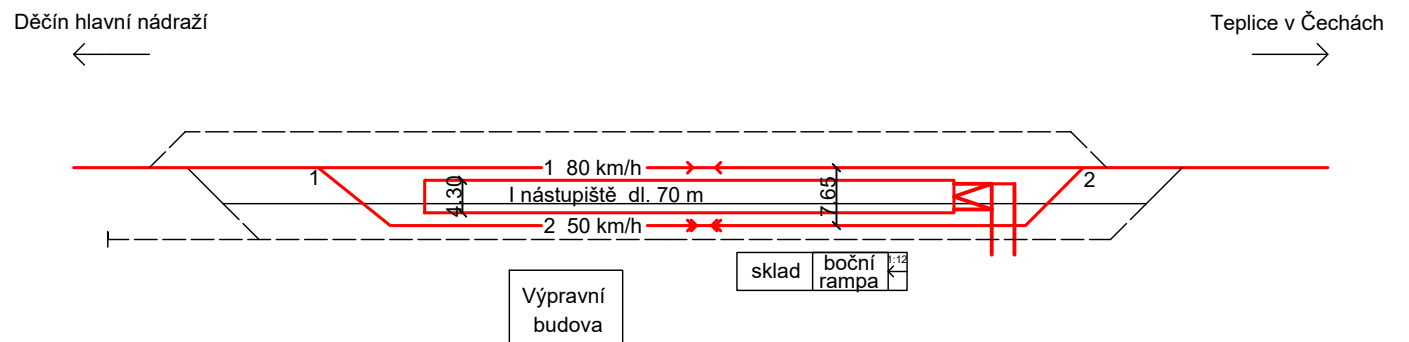 Děčín hlavní nádraží
Teplice v Čechách
1 80 km/h
1
2
4.30
I nástupiště dl. 70 m
7.65
2 50 km/h
sklad
boční
rampa
1:12
Výpravní
budova